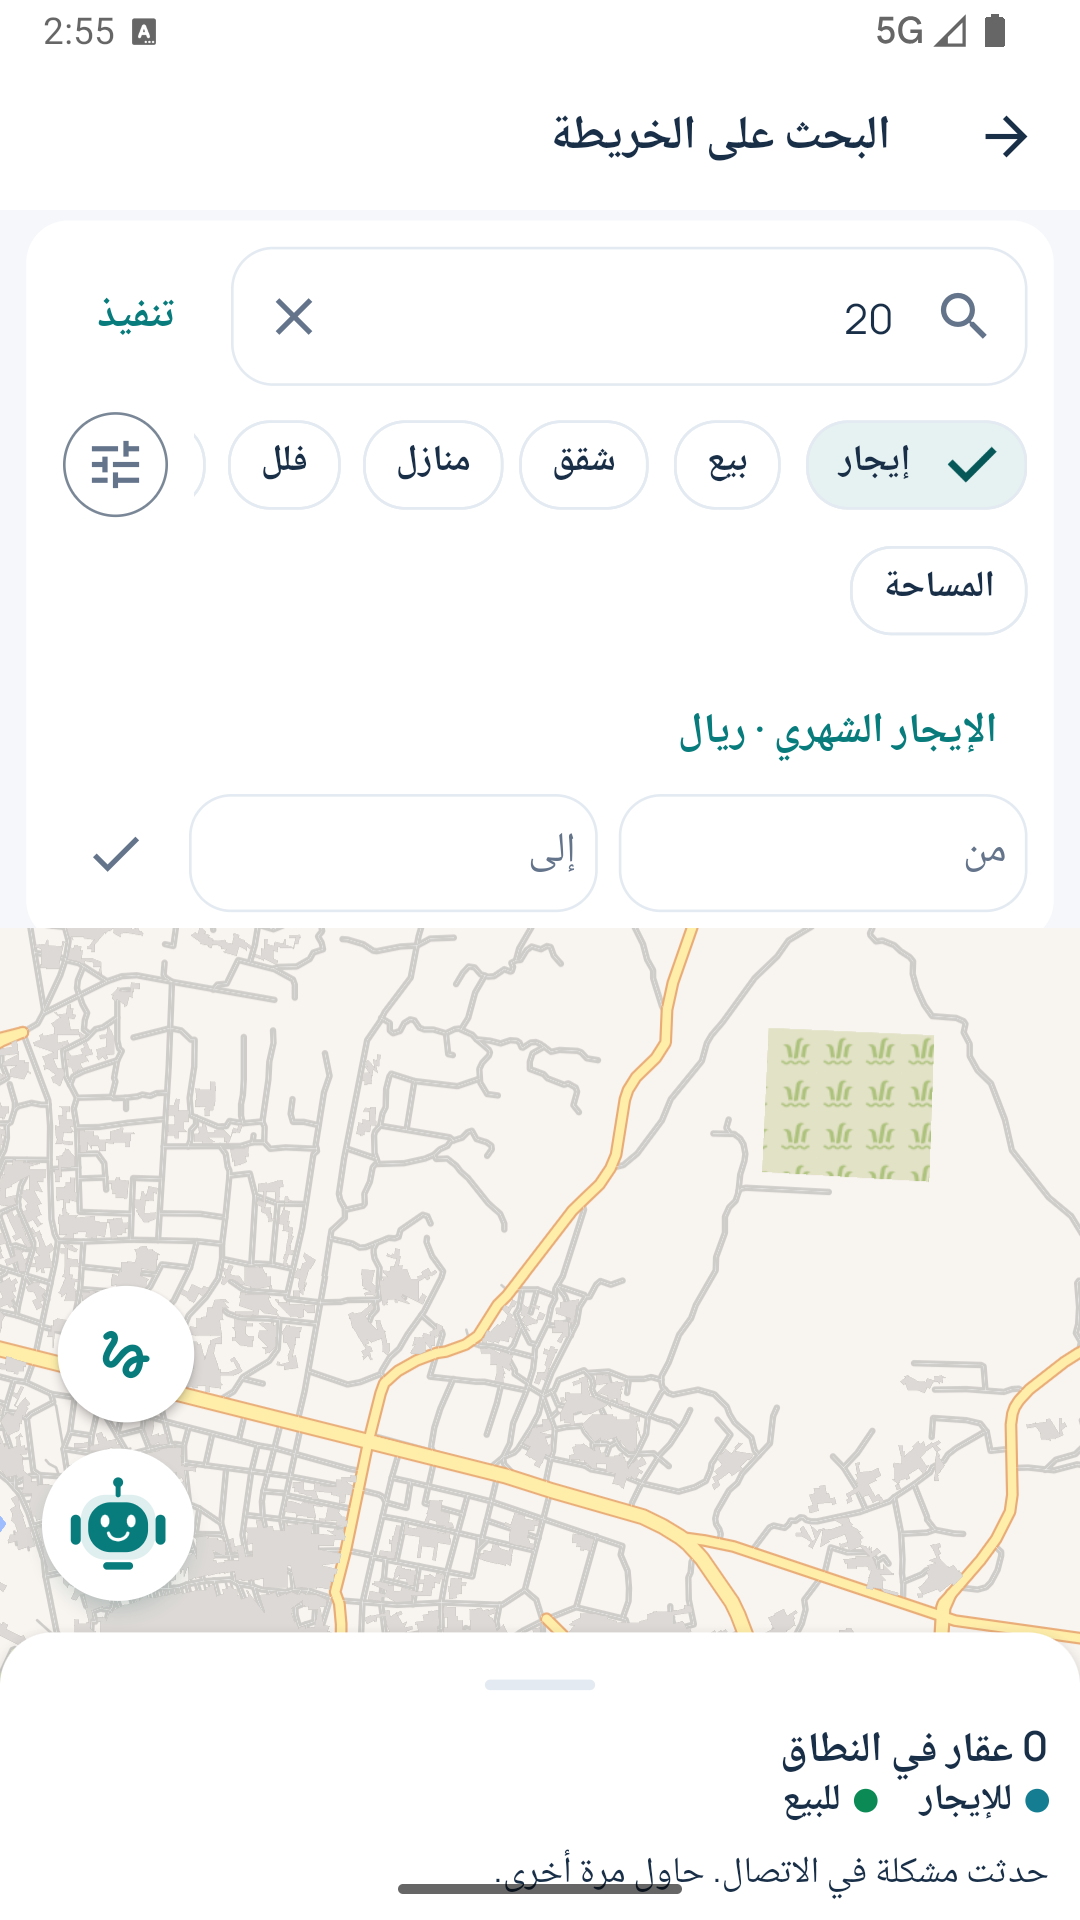 2:55 A 5G
البحث على الخريطة
20 تنفيذ
إيجار بيع شقق منازل فلل
المساحة
الإيجار الشهري · ريال
من إلى
0 عقار في النطاق
للإيجار للبيع
حدثت مشكلة في الاتصال. حاول مرة أخرى.